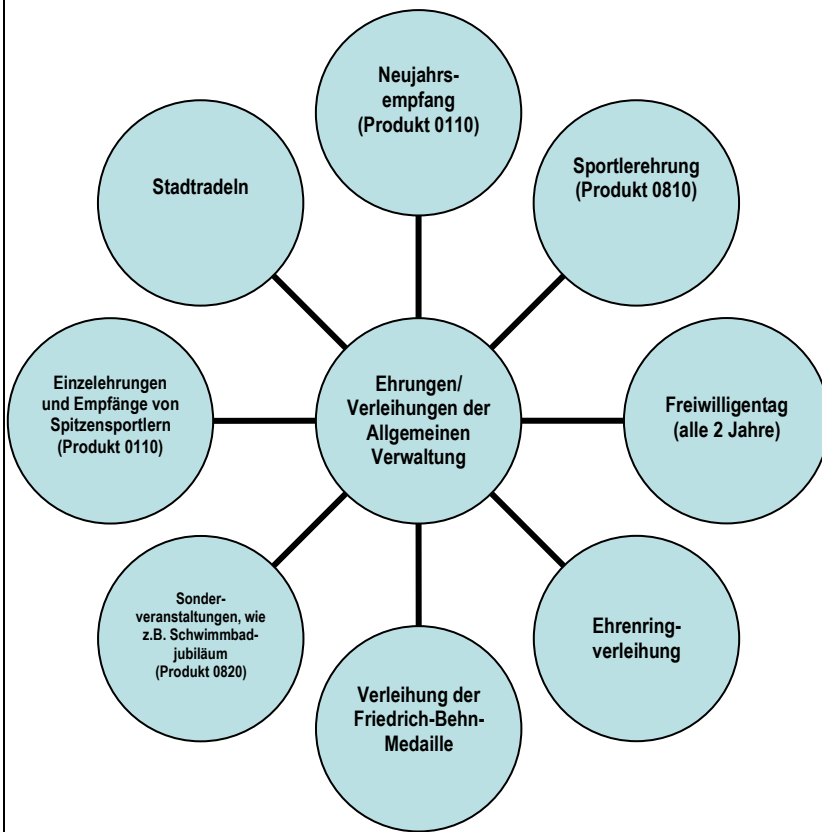 Neujahrs-
empfang
(Produkt 0110)
Sportlerehrung
(Produkt 0810)
Stadtradeln
Einzelehrungen
und Empfänge von
Spitzensportlern
(Produkt 0110)
Ehrungen/
Verleihungen der
Allgemeinen
Verwaltung
Freiwilligentag
(alle 2 Jahre)
Sonder-
veranstaltungen, wie
z.B. Schwimmbad-
jubiläum
(Produkt 0820)
Ehrenring-
verleihung
Verleihung der
Friedrich-Behn-
Medaille